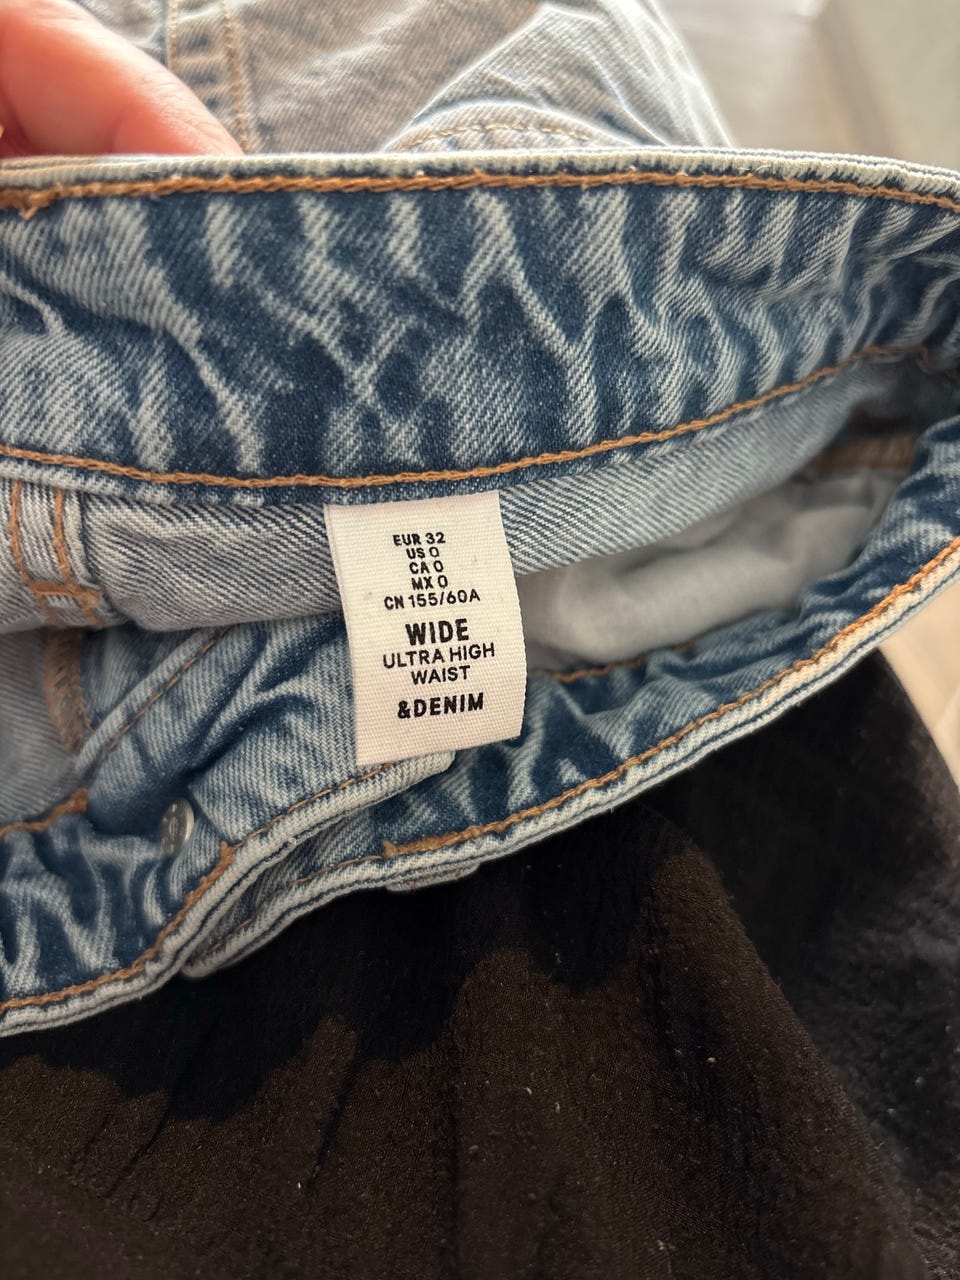 EUR 32
US 0
CA 0
MX 0
CN 155/60A
WIDE
ULTRA HIGH
WAIST
&DENIM